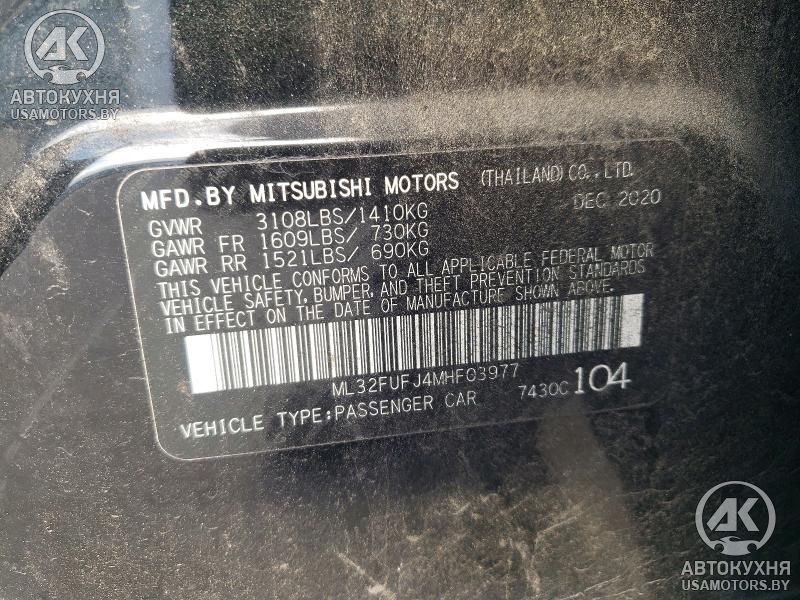 AK
АВТОКУХНЯ
USAMOTORS.BY
MFD.BY MITSUBISHI MOTORS (THAILAND)CO.,LTD.
DEC 2020
GVWR 3108LBS/1410KG
GAWR FR 1609LBS/ 730KG
GAWR RR 1521LBS/ 690KG
THIS VEHICLE CONFORMS TO ALL APPLICABLE FEDERAL MOTOR
VEHICLE SAFETY, BUMPER, AND THEFT PREVENTION STANDARDS
IN EFFECT ON THE DATE OF MANUFACTURE SHOWN ABOVE.
ML32FUFJ4MHF03977
VEHICLE TYPE:PASSENGER CAR 7430C 104
AK
АВТОКУХНЯ
USAMOTORS.BY